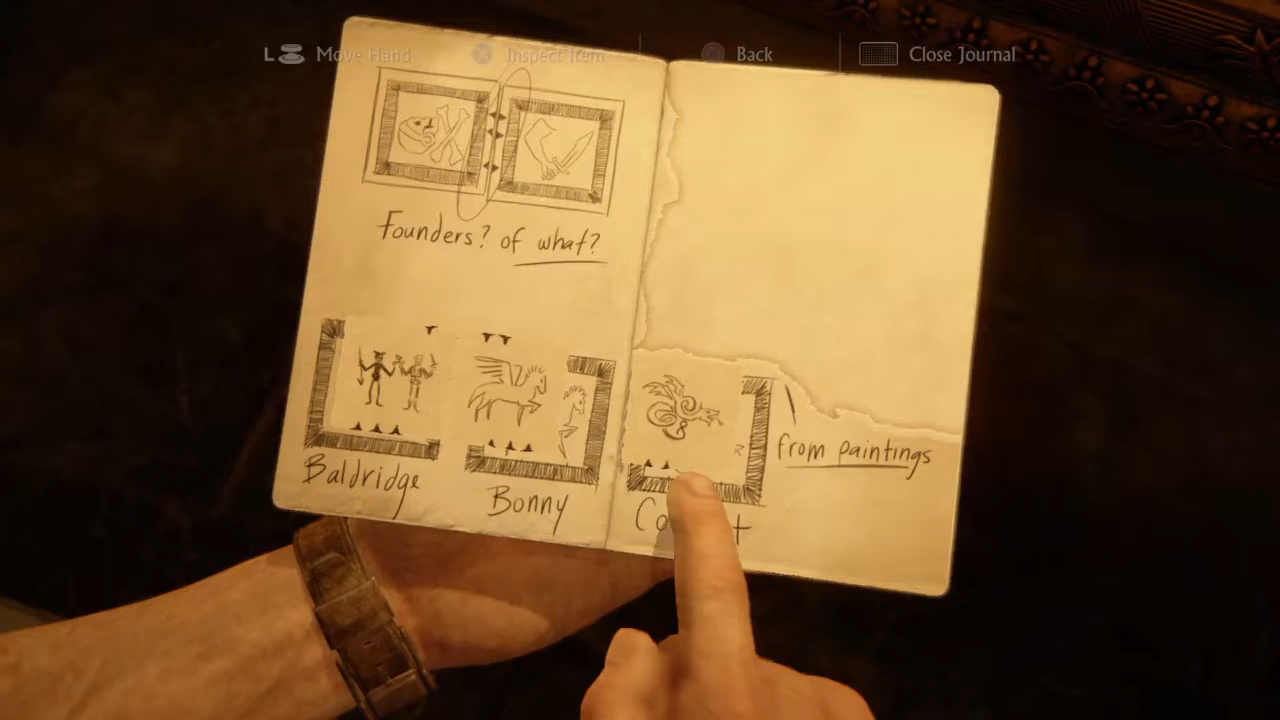 L Move Hand Inspect Item Back Close Journal
Founders? of what?
from paintings
Baldridge
Bonny